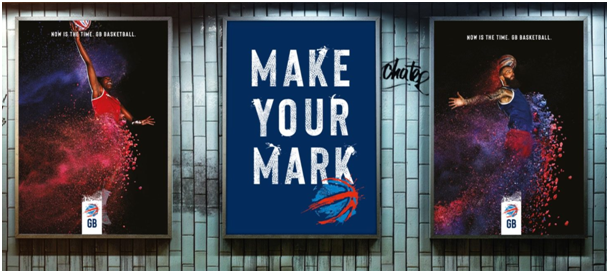 NOW IS THE TIME. GB BASKETBALL.
GB
MAKE
YOUR
MARK
NOW IS THE TIME. GB BASKETBALL.
GB